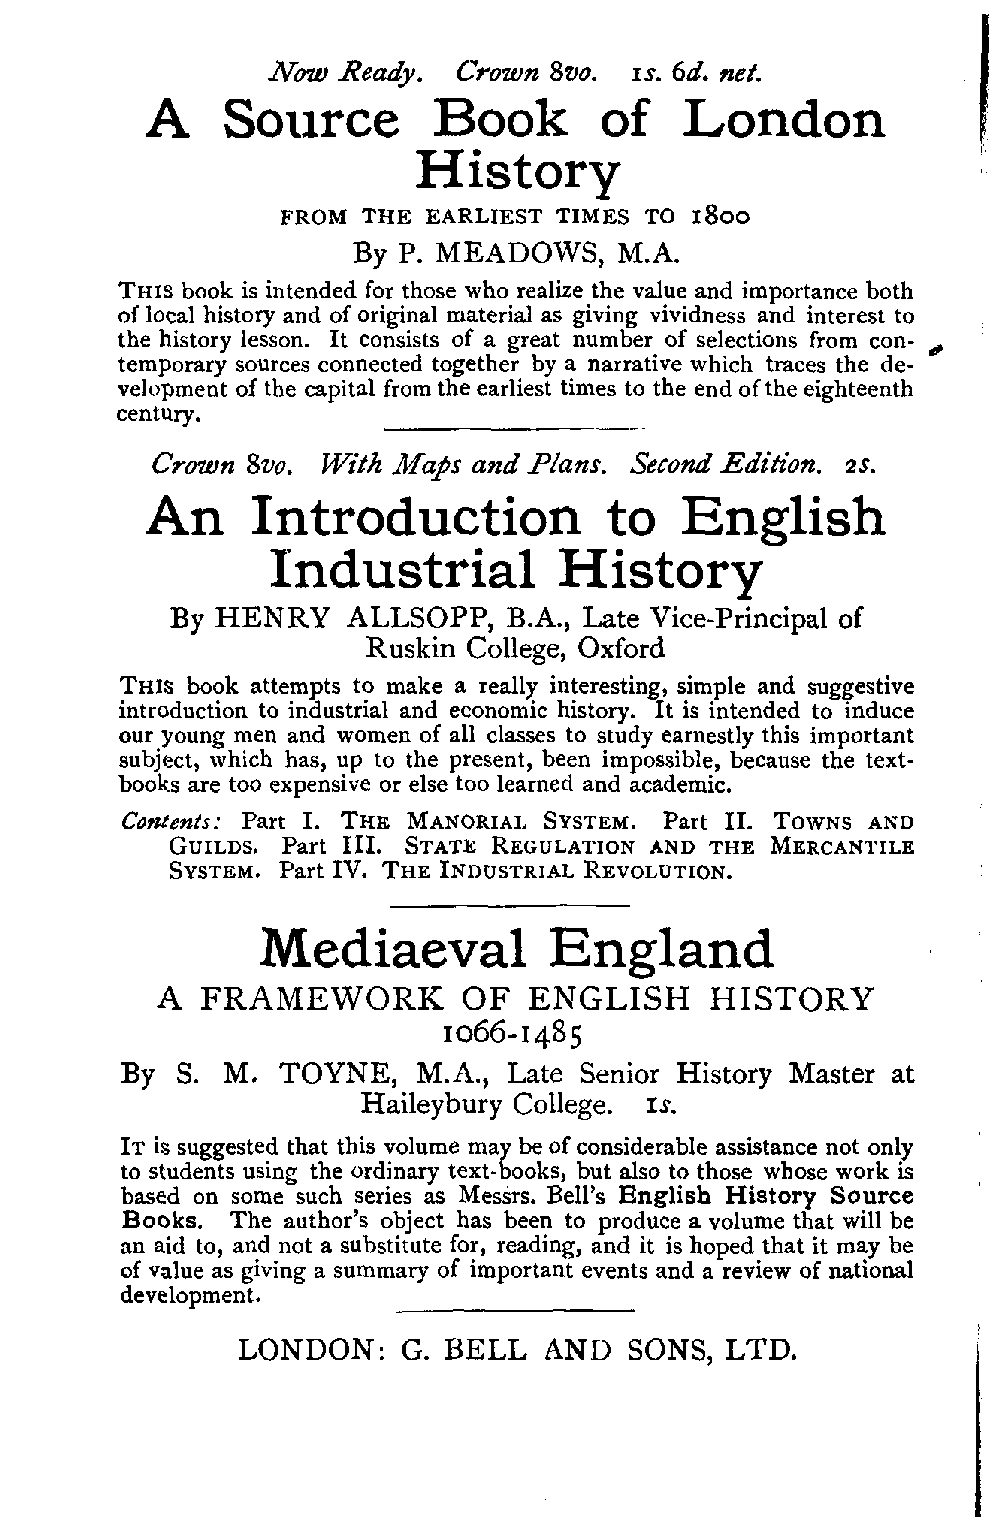 Now Ready. Crown 8vo. 1s. 6d. net.
A Source Book of London
History
FROM THE EARLIEST TIMES TO 1800
By P. MEADOWS, M.A.
THIS book is intended for those who realize the value and importance both
of local history and of original material as giving vividness and interest to
the history lesson. It consists of a great number of selections from con-
temporary sources connected together by a narrative which traces the de-
velopment of the capital from the earliest times to the end of the eighteenth
century.
Crown 8vo. With Maps and Plans. Second Edition. 2s.
An Introduction to English
Industrial History
By HENRY ALLSOPP, B.A., Late Vice-Principal of
Ruskin College, Oxford
THIS book attempts to make a really interesting, simple and suggestive
introduction to industrial and economic history. It is intended to induce
our young men and women of all classes to study earnestly this important
subject, which has, up to the present, been impossible, because the text-
books are too expensive or else too learned and academic.
Contents: Part I. THE MANORIAL SYSTEM. Part II. TOWNS AND
GUILDS. Part III. STATE REGULATION AND THE MERCANTILE
SYSTEM. Part IV. THE INDUSTRIAL REVOLUTION.
Mediaeval England
A FRAMEWORK OF ENGLISH HISTORY
1066-1485
By S. M. TOYNE, M.A., Late Senior History Master at
Haileybury College. 1s.
IT is suggested that this volume may be of considerable assistance not only
to students using the ordinary text-books, but also to those whose work is
based on some such series as Messrs. Bell's English History Source
Books. The author's object has been to produce a volume that will be
an aid to, and not a substitute for, reading, and it is hoped that it may be
of value as giving a summary of important events and a review of national
development.
LONDON: G. BELL AND SONS, LTD.